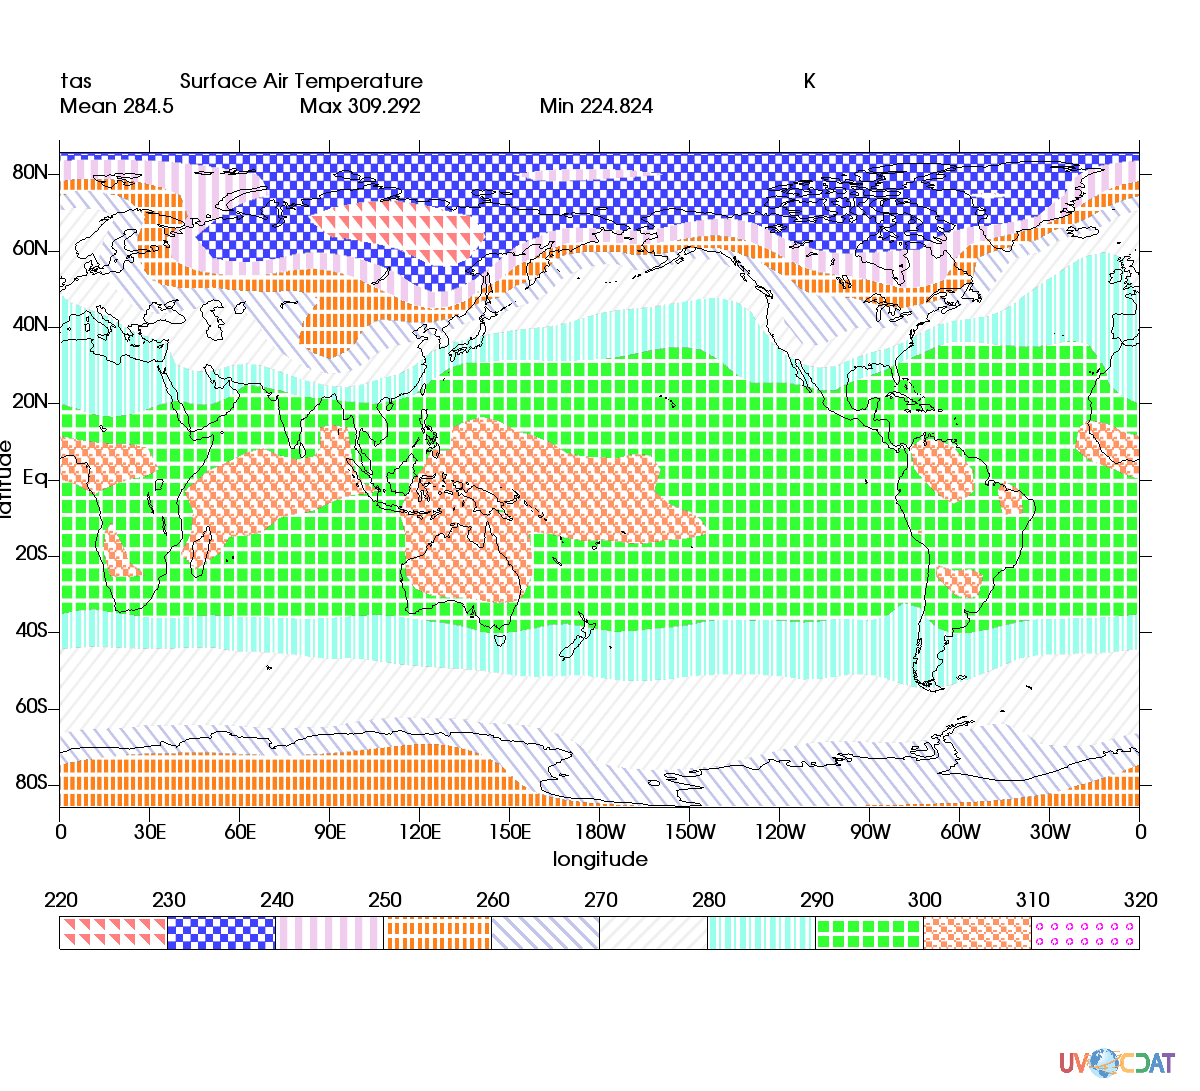 tas Surface Air Temperature K
Mean 284.5 Max 309.292 Min 224.824
80N
60N
40N
20N
Eq
20S
40S
60S
80S
latitude
0 30E 60E 90E 120E 150E 180W 150W 120W 90W 60W 30W 0
longitude
220 230 240 250 260 270 280 290 300 310 320
UV CDAT